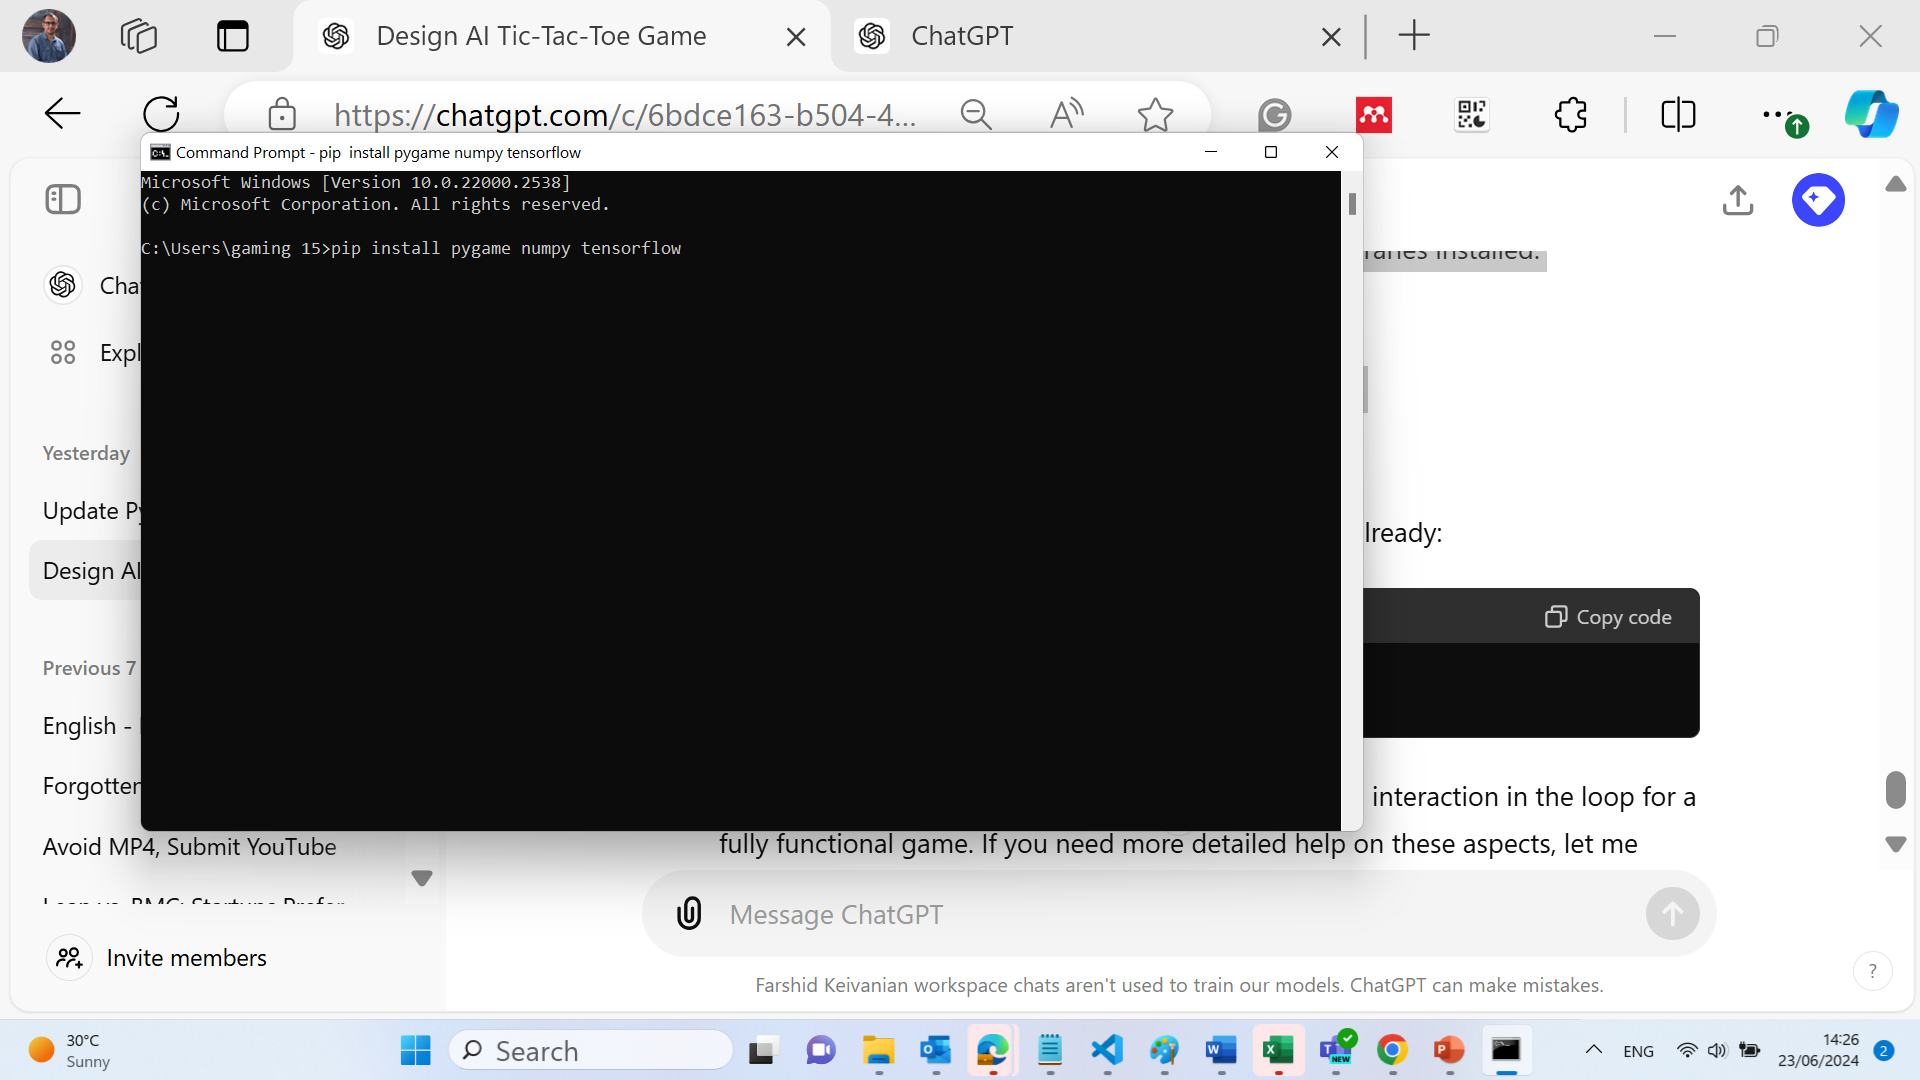 Design AI Tic-Tac-Toe Game
ChatGPT
https://chatgpt.com/c/6bdce163-b504-4...
Command Prompt - pip  install pygame numpy tensorflow
Microsoft Windows [Version 10.0.22000.2538]
(c) Microsoft Corporation. All rights reserved.
C:\Users\gaming 15>pip install pygame numpy tensorflow
installed.
Cha
Expl
Yesterday
Update Py
Design AI
Previous 7
English -
Forgotten
Avoid MP4, Submit YouTube
Invite members
lready:
Copy code
interaction in the loop for a
fully functional game. If you need more detailed help on these aspects, let me
Message ChatGPT
Farshid Keivanian workspace chats aren't used to train our models. ChatGPT can make mistakes.
?
30°C
Sunny
Search
NEW
ENG
14:26
23/06/2024
2